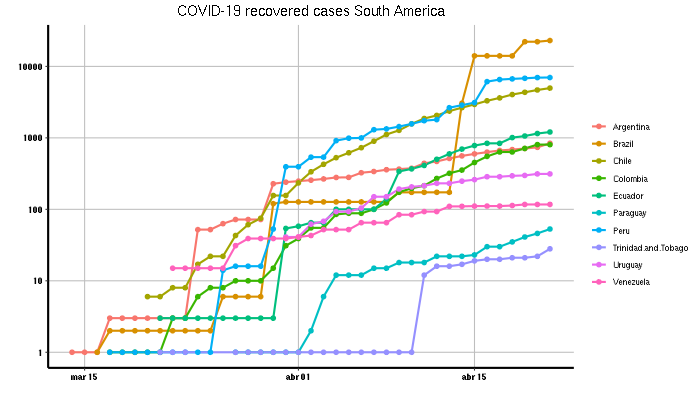 COVID-19 recovered cases South America
10000
1000
100
10
1
mar 15
abr 01
abr 15
Argentina
Brazil
Chile
Colombia
Ecuador
Paraguay
Peru
Trinidad.and.Tobago
Uruguay
Venezuela